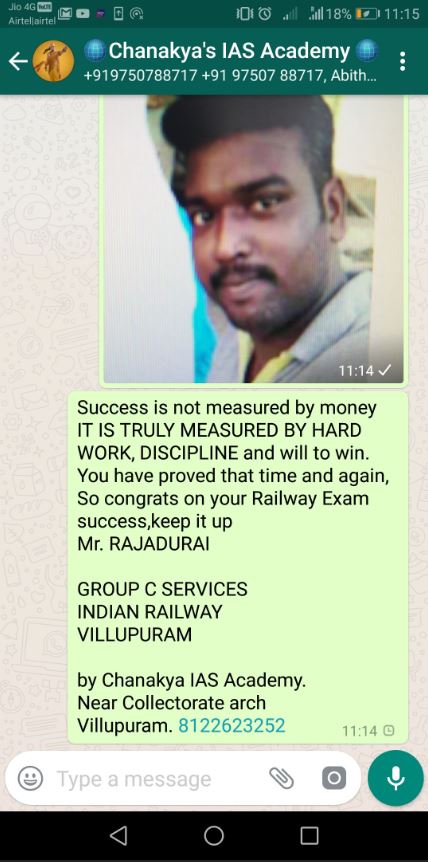 Jio 4G VoLTE
Airtel|airtel
18%
11:15
Chanakya's IAS Academy
+919750788717 +91 97507 88717, Abith...
11:14
Success is not measured by money
IT IS TRULY MEASURED BY HARD
WORK, DISCIPLINE and will to win.
You have proved that time and again,
So congrats on your Railway Exam
success,keep it up
Mr. RAJADURAI
GROUP C SERVICES
INDIAN RAILWAY
VILLUPURAM
by Chanakya IAS Academy.
Near Collectorate arch
Villupuram. 8122623252
11:14
Type a message